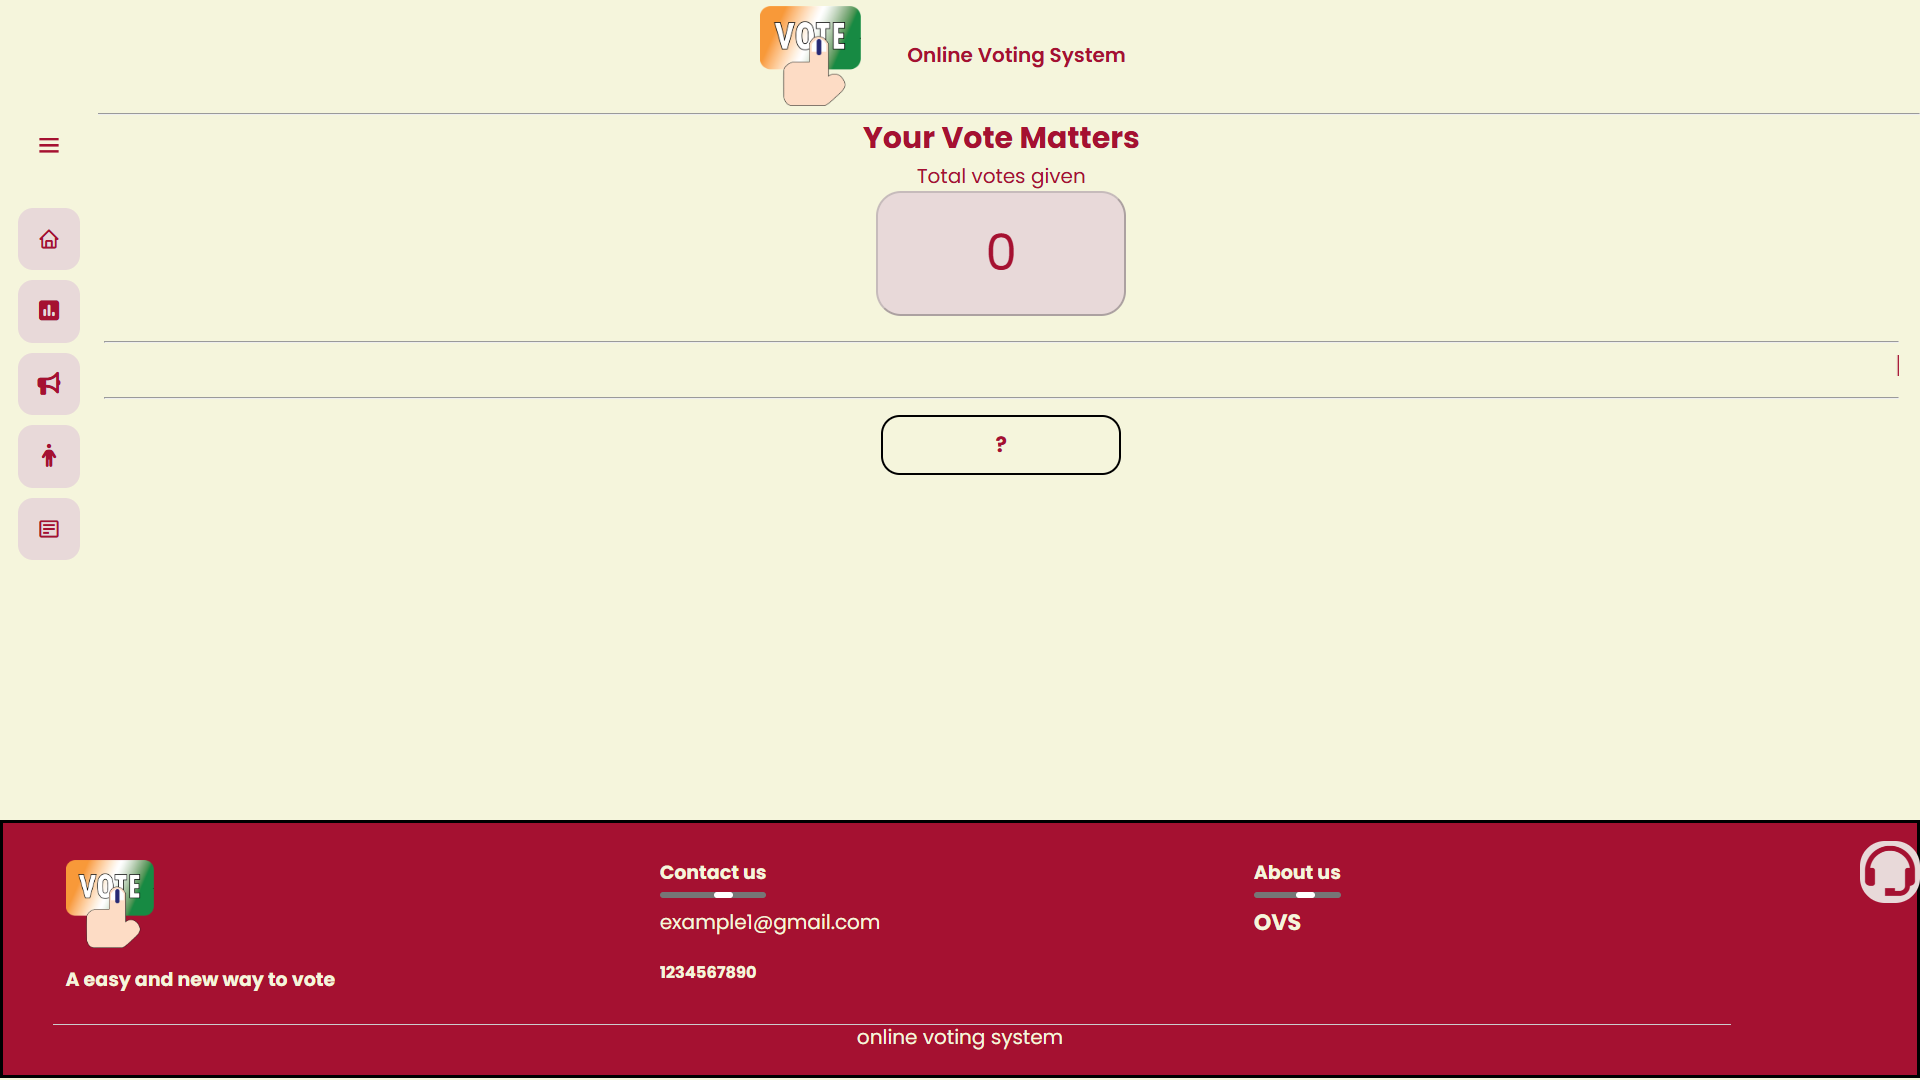 VOTE
Online Voting System
Your Vote Matters
Total votes given
0
?
VOTE
A easy and new way to vote
Contact us
example1@gmail.com
1234567890
About us
OVS
online voting system